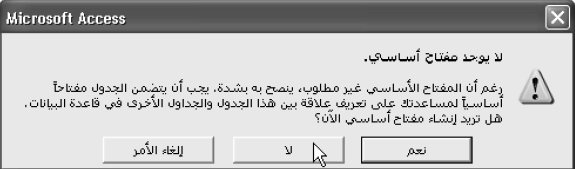 Microsoft Access
لا يوجد مفتاح أساسي.
رغم أن المفتاح الأساسي غير مطلوب، ينصح به بشدة. يجب أن يتضمن الجدول مفتاحاً
أساسياً لمساعدتك على تعريف علاقة بين هذا الجدول والجداول الأخرى في قاعدة البيانات.
هل تريد إنشاء مفتاح أساسي الآن؟
نعم
لا
إلغاء الأمر